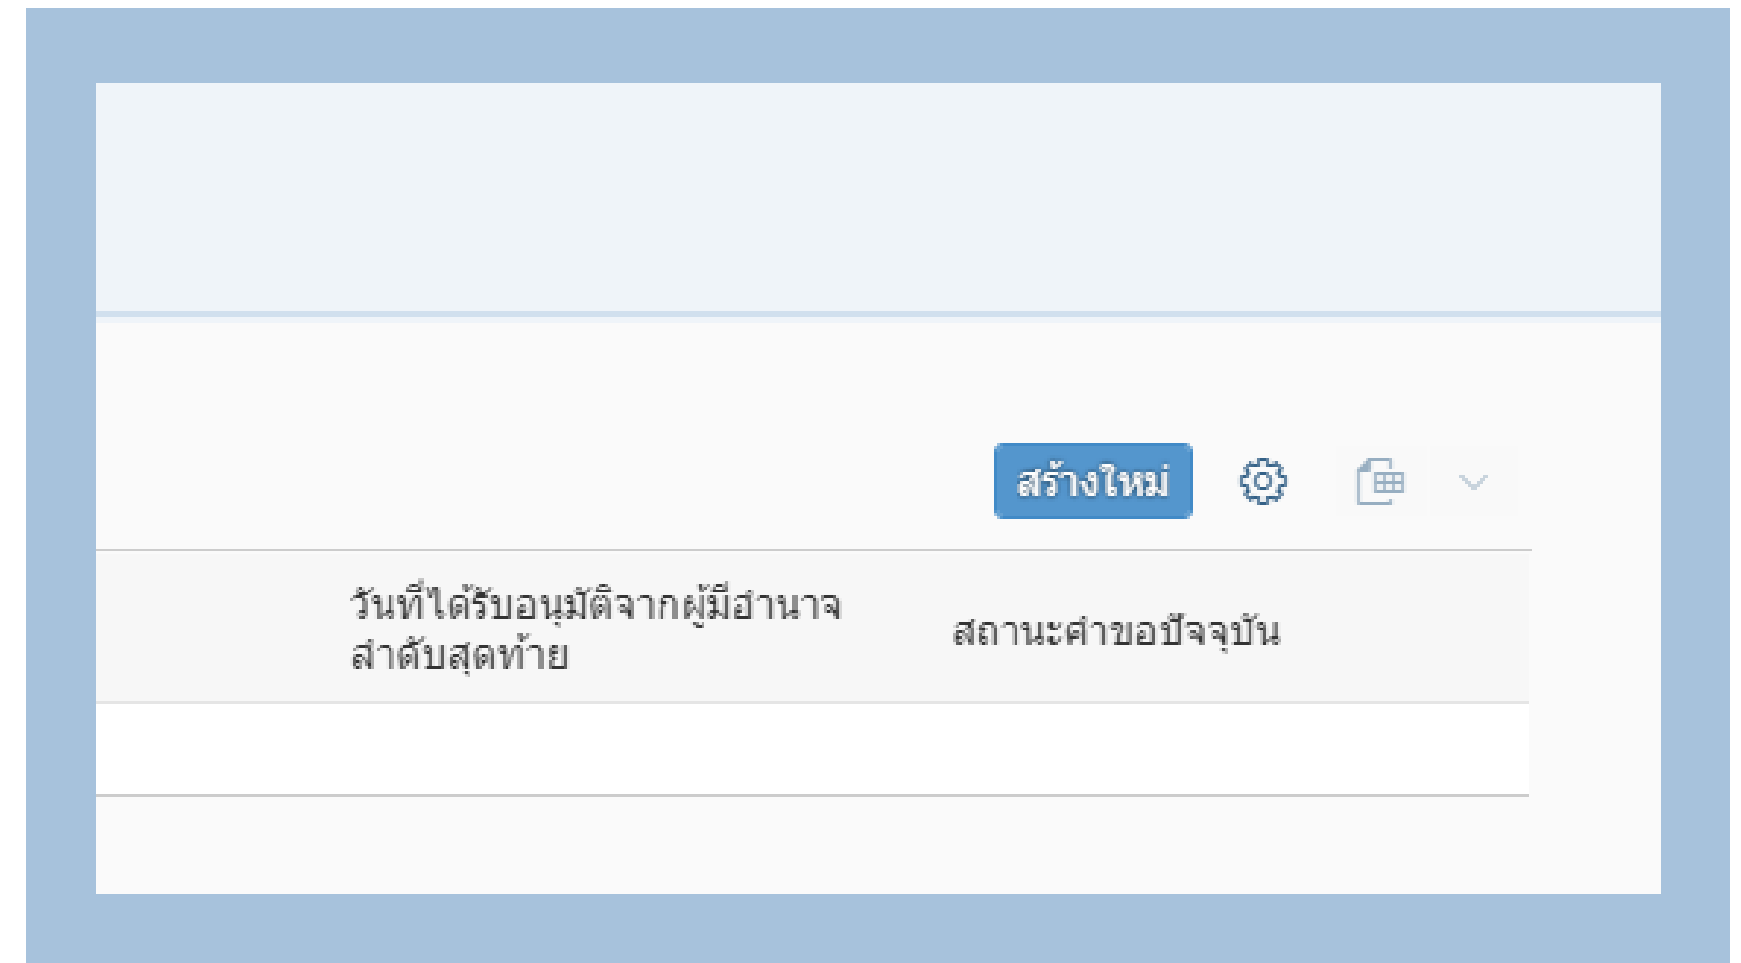 สร้างใหม่
วันที่ได้รับอนุมัติจากผู้มีอำนาจ
ลำดับสุดท้าย
สถานะคำขอปัจจุบัน